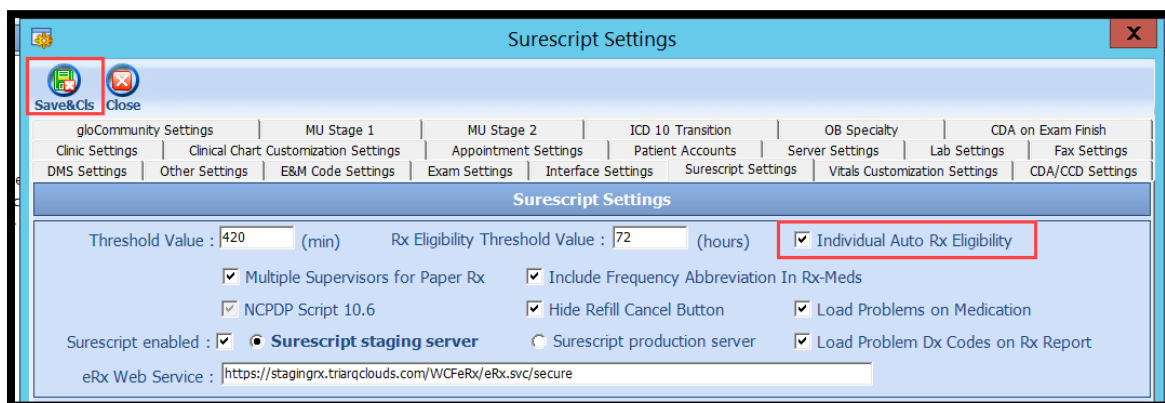 Surescript Settings
X
Save&Cls Close
gloCommunity Settings MU Stage 1 MU Stage 2 ICD 10 Transition OB Specialty CDA on Exam Finish
Clinic Settings Clinical Chart Customization Settings Appointment Settings Patient Accounts Server Settings Lab Settings Fax Settings
DMS Settings Other Settings E&M Code Settings Exam Settings Interface Settings Surescript Settings Vitals Customization Settings CDA/CCD Settings
Surescript Settings
Threshold Value : 420 (min) Rx Eligibility Threshold Value : 72 (hours) Individual Auto Rx Eligibility
Multiple Supervisors for Paper Rx Include Frequency Abbreviation In Rx-Meds
NCPDP Script 10.6 Hide Refill Cancel Button Load Problems on Medication
Surescript enabled : Surescript staging server Surescript production server Load Problem Dx Codes on Rx Report
eRx Web Service : https://stagingrx.triarqclouds.com/WCFeRx/eRx.svc/secure